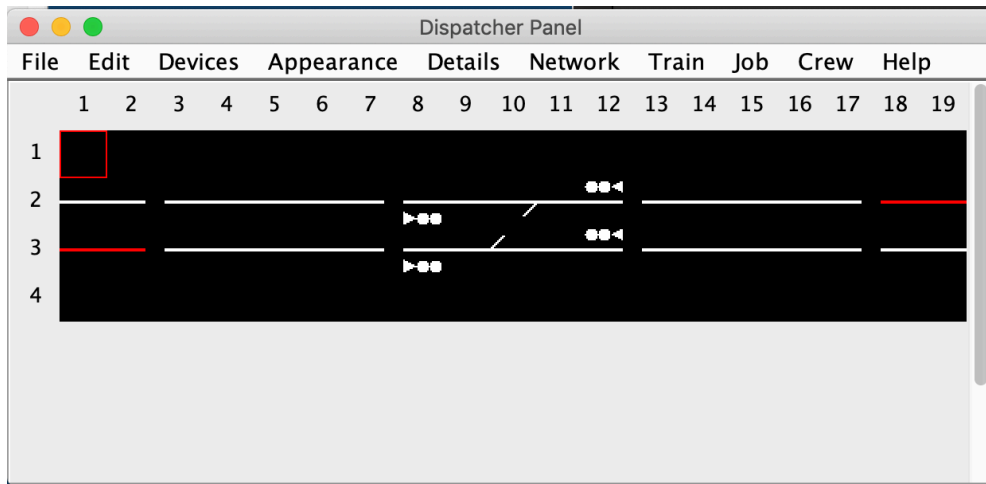 Dispatcher Panel
File Edit Devices Appearance Details Network Train Job Crew Help
1 2 3 4 5 6 7 8 9 10 11 12 13 14 15 16 17 18 19
1
2
3
4